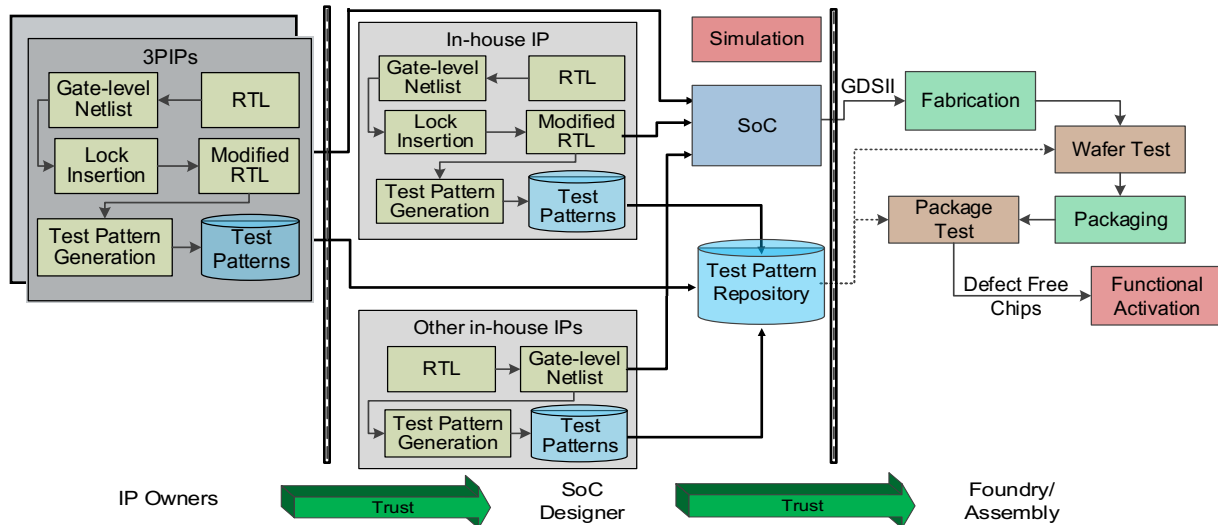 3PIPs
Gate-level
Netlist
RTL
Lock
Insertion
Modified
RTL
Test Pattern
Generation
Test
Patterns
In-house IP
Gate-level
Netlist
RTL
Lock
Insertion
Modified
RTL
Test Pattern
Generation
Test
Patterns
Other in-house IPs
RTL
Gate-level
Netlist
Test Pattern
Generation
Test
Patterns
Simulation
SoC
Test Pattern
Repository
GDSII
Fabrication
Wafer Test
Package
Test
Packaging
Defect Free
Chips
Functional
Activation
IP Owners
Trust
SoC
Designer
Trust
Foundry/
Assembly